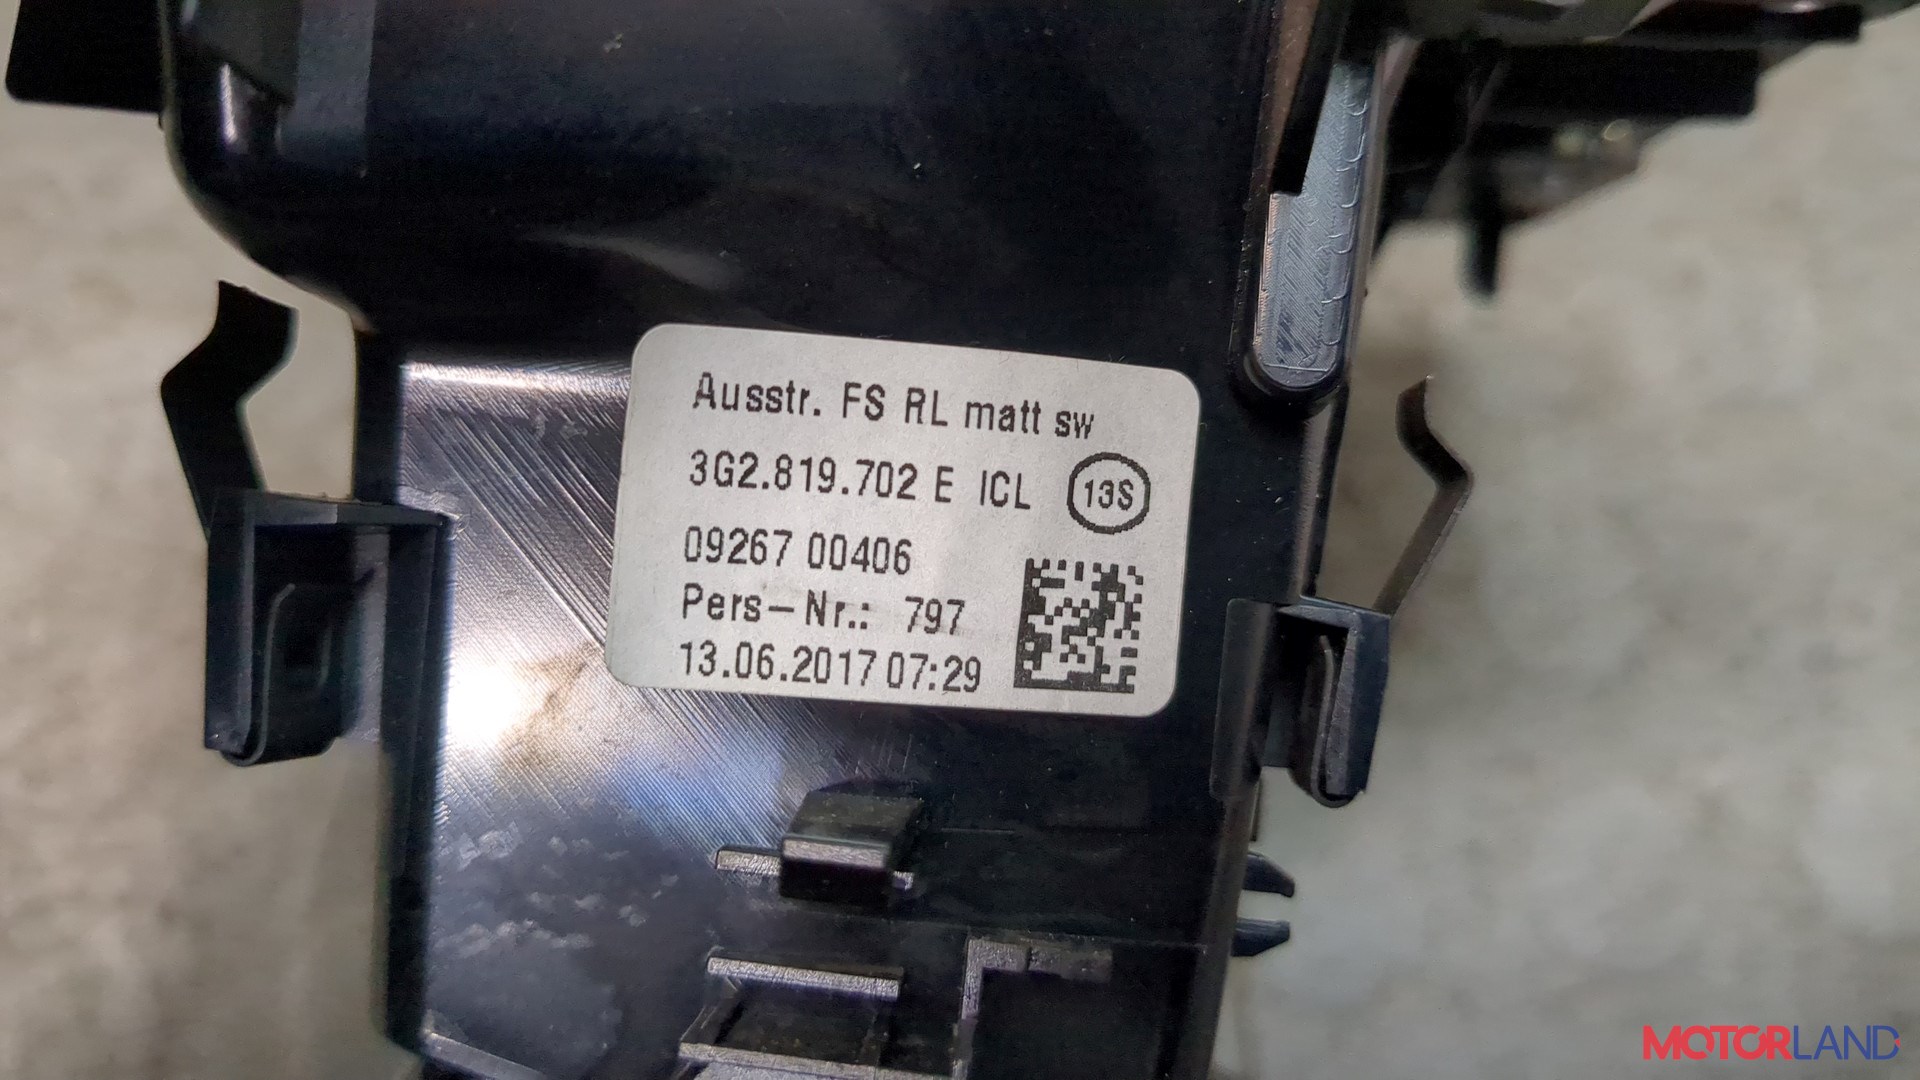 Ausstr. FS RL matt sw
3G2.819.702 E ICL 13S
09267 00406
Pers-Nr.: 797
13.06.2017 07:29
MOTORLAND